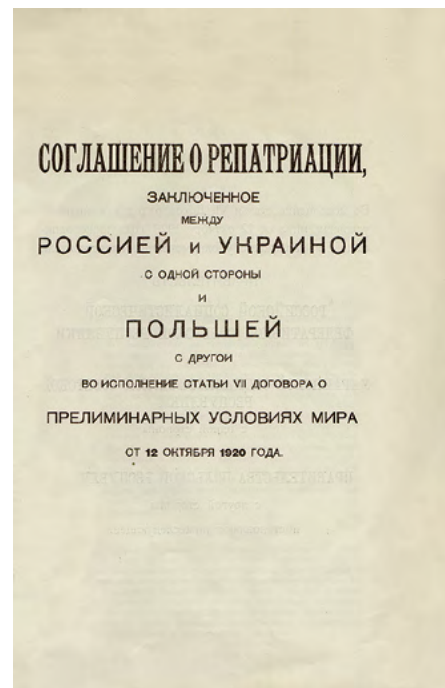 СОГЛАШЕНИЕ О РЕПАТРИАЦИИ,
ЗАКЛЮЧЕННОЕ
МЕЖДУ
РОССИЕЙ и УКРАИНОЙ
С ОДНОЙ СТОРОНЫ
И
ПОЛЬШЕЙ
С ДРУГОЙ
ВО ИСПОЛНЕНИЕ СТАТЬИ VII ДОГОВОРА О
ПРЕЛИМИНАРНЫХ УСЛОВИЯХ МИРА
ОТ 12 ОКТЯБРЯ 1920 ГОДА.